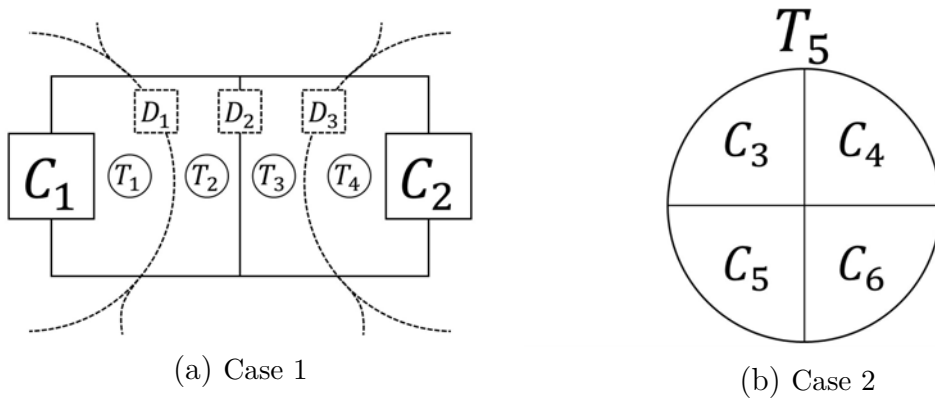 D₁ D₂ D₃
C₁ T₁ T₂ T₃ T₄ C₂
(a) Case 1
T₅
C₃ C₄
C₅ C₆
(b) Case 2